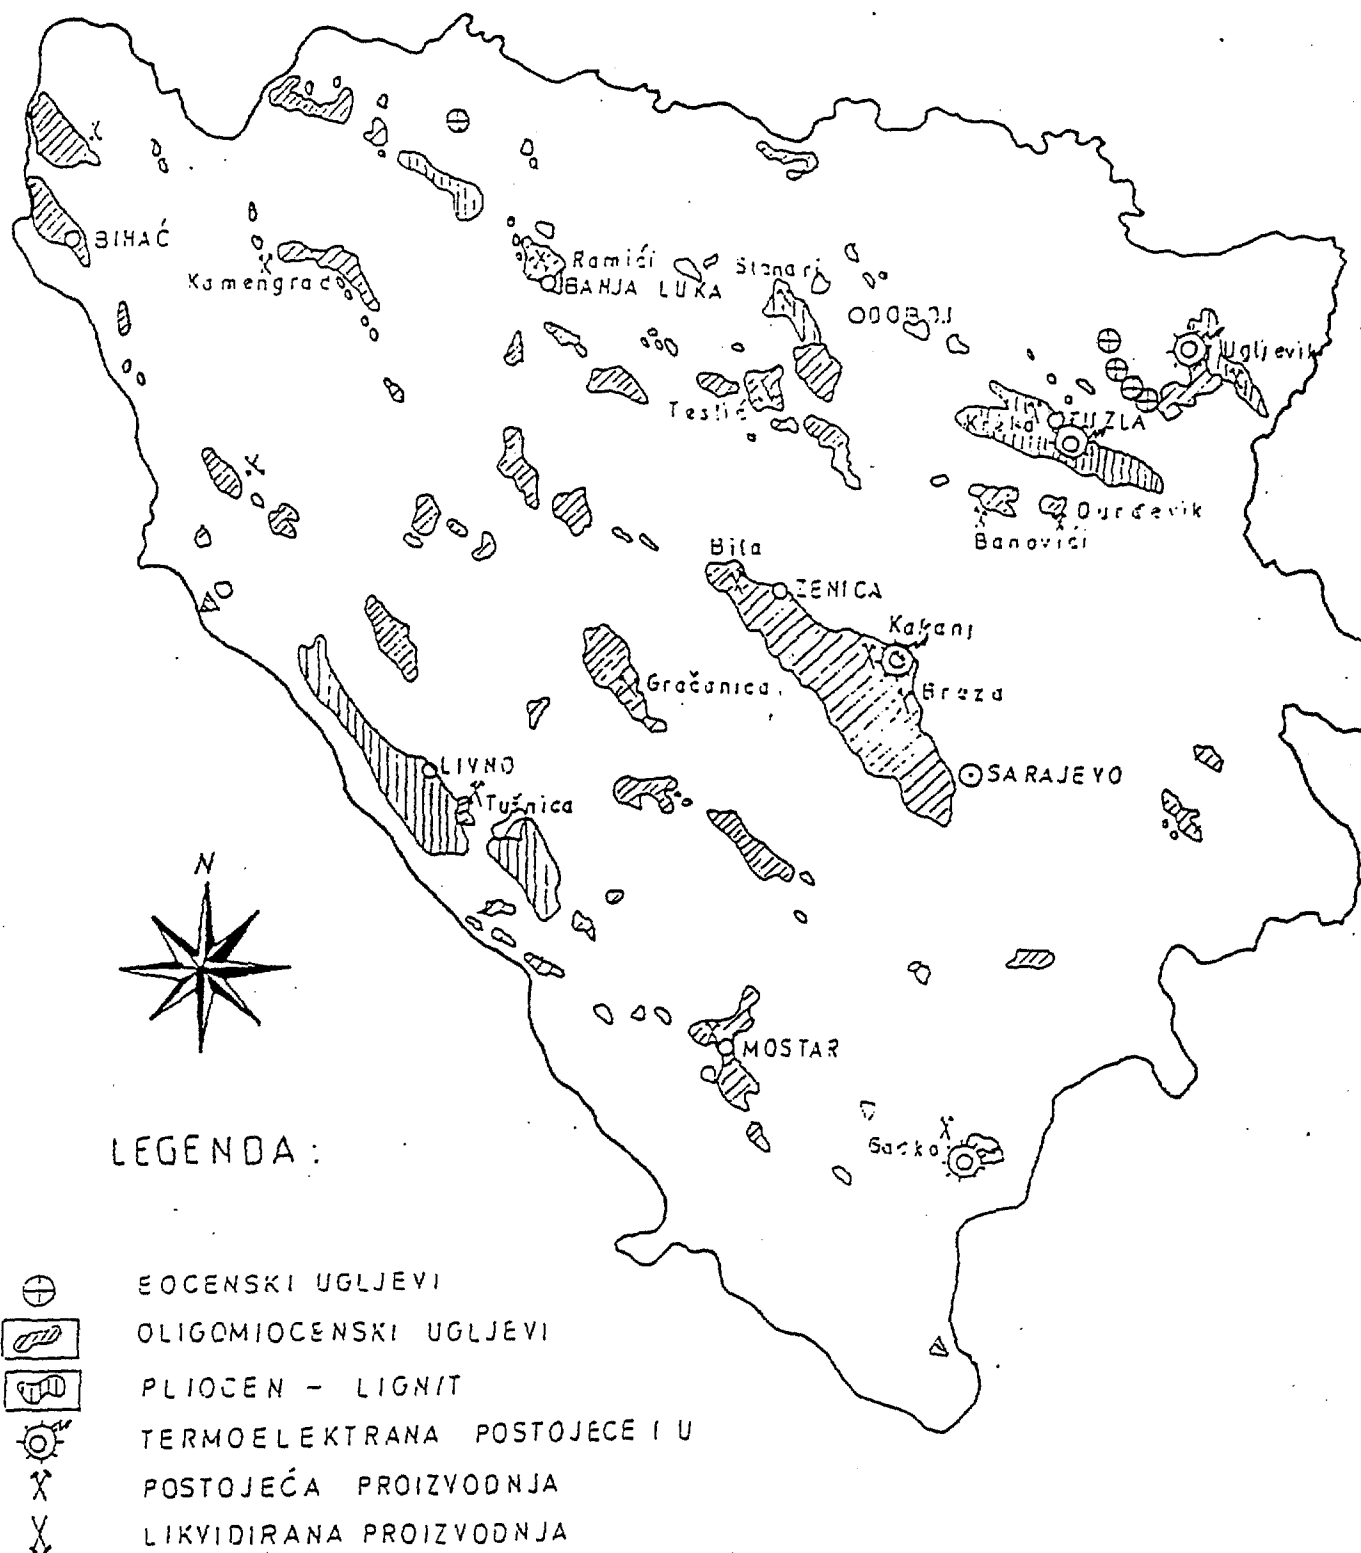 BIHAĆ
Kamengrad
Ramići
BANJA LUKA
Stanari
DOBOJ
Ugljevik
Teslić
Kreka
TUZLA
Đurđevik
Banovići
Bila
ZENICA
Kakanj
Gračanica
Breza
LIVNO
SARAJEVO
Tušnica
N
MOSTAR
LEGENDA :
Gacko
EOCENSKI UGLJEVI
OLIGOMIOCENSKI UGLJEVI
PLIOCEN - LIGNIT
TERMOELEKTRANA POSTOJECE I U
POSTOJEĆA PROIZVODNJA
LIKVIDIRANA PROIZVODNJA